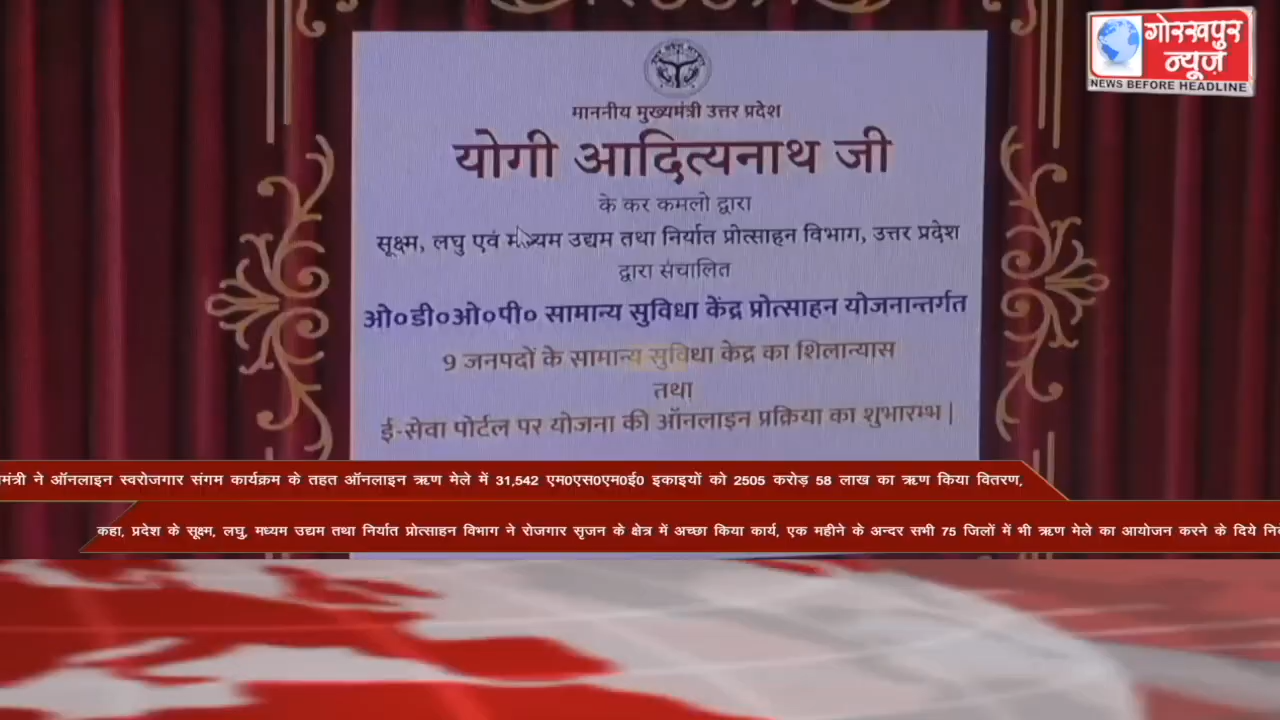 गोरखपुर
न्यूज़
NEWS BEFORE HEADLINE
माननीय मुख्यमंत्री उत्तर प्रदेश
योगी आदित्यनाथ जी
के कर कमलो द्वारा
सूक्ष्म, लघु एवं मध्यम उद्यम तथा निर्यात प्रोत्साहन विभाग, उत्तर प्रदेश
द्वारा संचालित
ओ०डी०ओ०पी० सामान्य सुविधा केंद्र प्रोत्साहन योजनान्तर्गत
9 जनपदों के सामान्य सुविधा केंद्र का शिलान्यास
तथा
ई-सेवा पोर्टल पर योजना की ऑनलाइन प्रक्रिया का शुभारम्भ|
ने ऑनलाइन स्वरोजगार संगम कार्यक्रम के तहत ऑनलाइन ऋण मेले में 31,542 एम0एस0एम0ई0 इकाइयों को 2505 करोड़ 58 लाख का ऋण किया वितरण,
कहा, प्रदेश के सूक्ष्म, लघु, मध्यम उद्यम तथा निर्यात प्रोत्साहन विभाग ने रोजगार सृजन के क्षेत्र में अच्छा किया कार्य, एक महीने के अन्दर सभी 75 जिलों में भी ऋण मेले का आयोजन करने के दिये